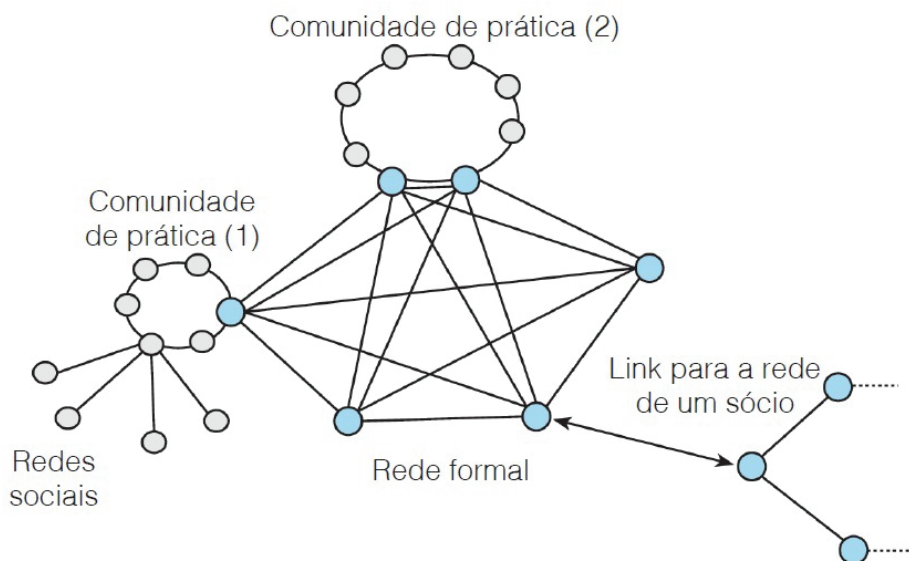 Comunidade de prática (2)
Comunidade
de prática (1)
Link para a rede
de um sócio
Redes
sociais
Rede formal